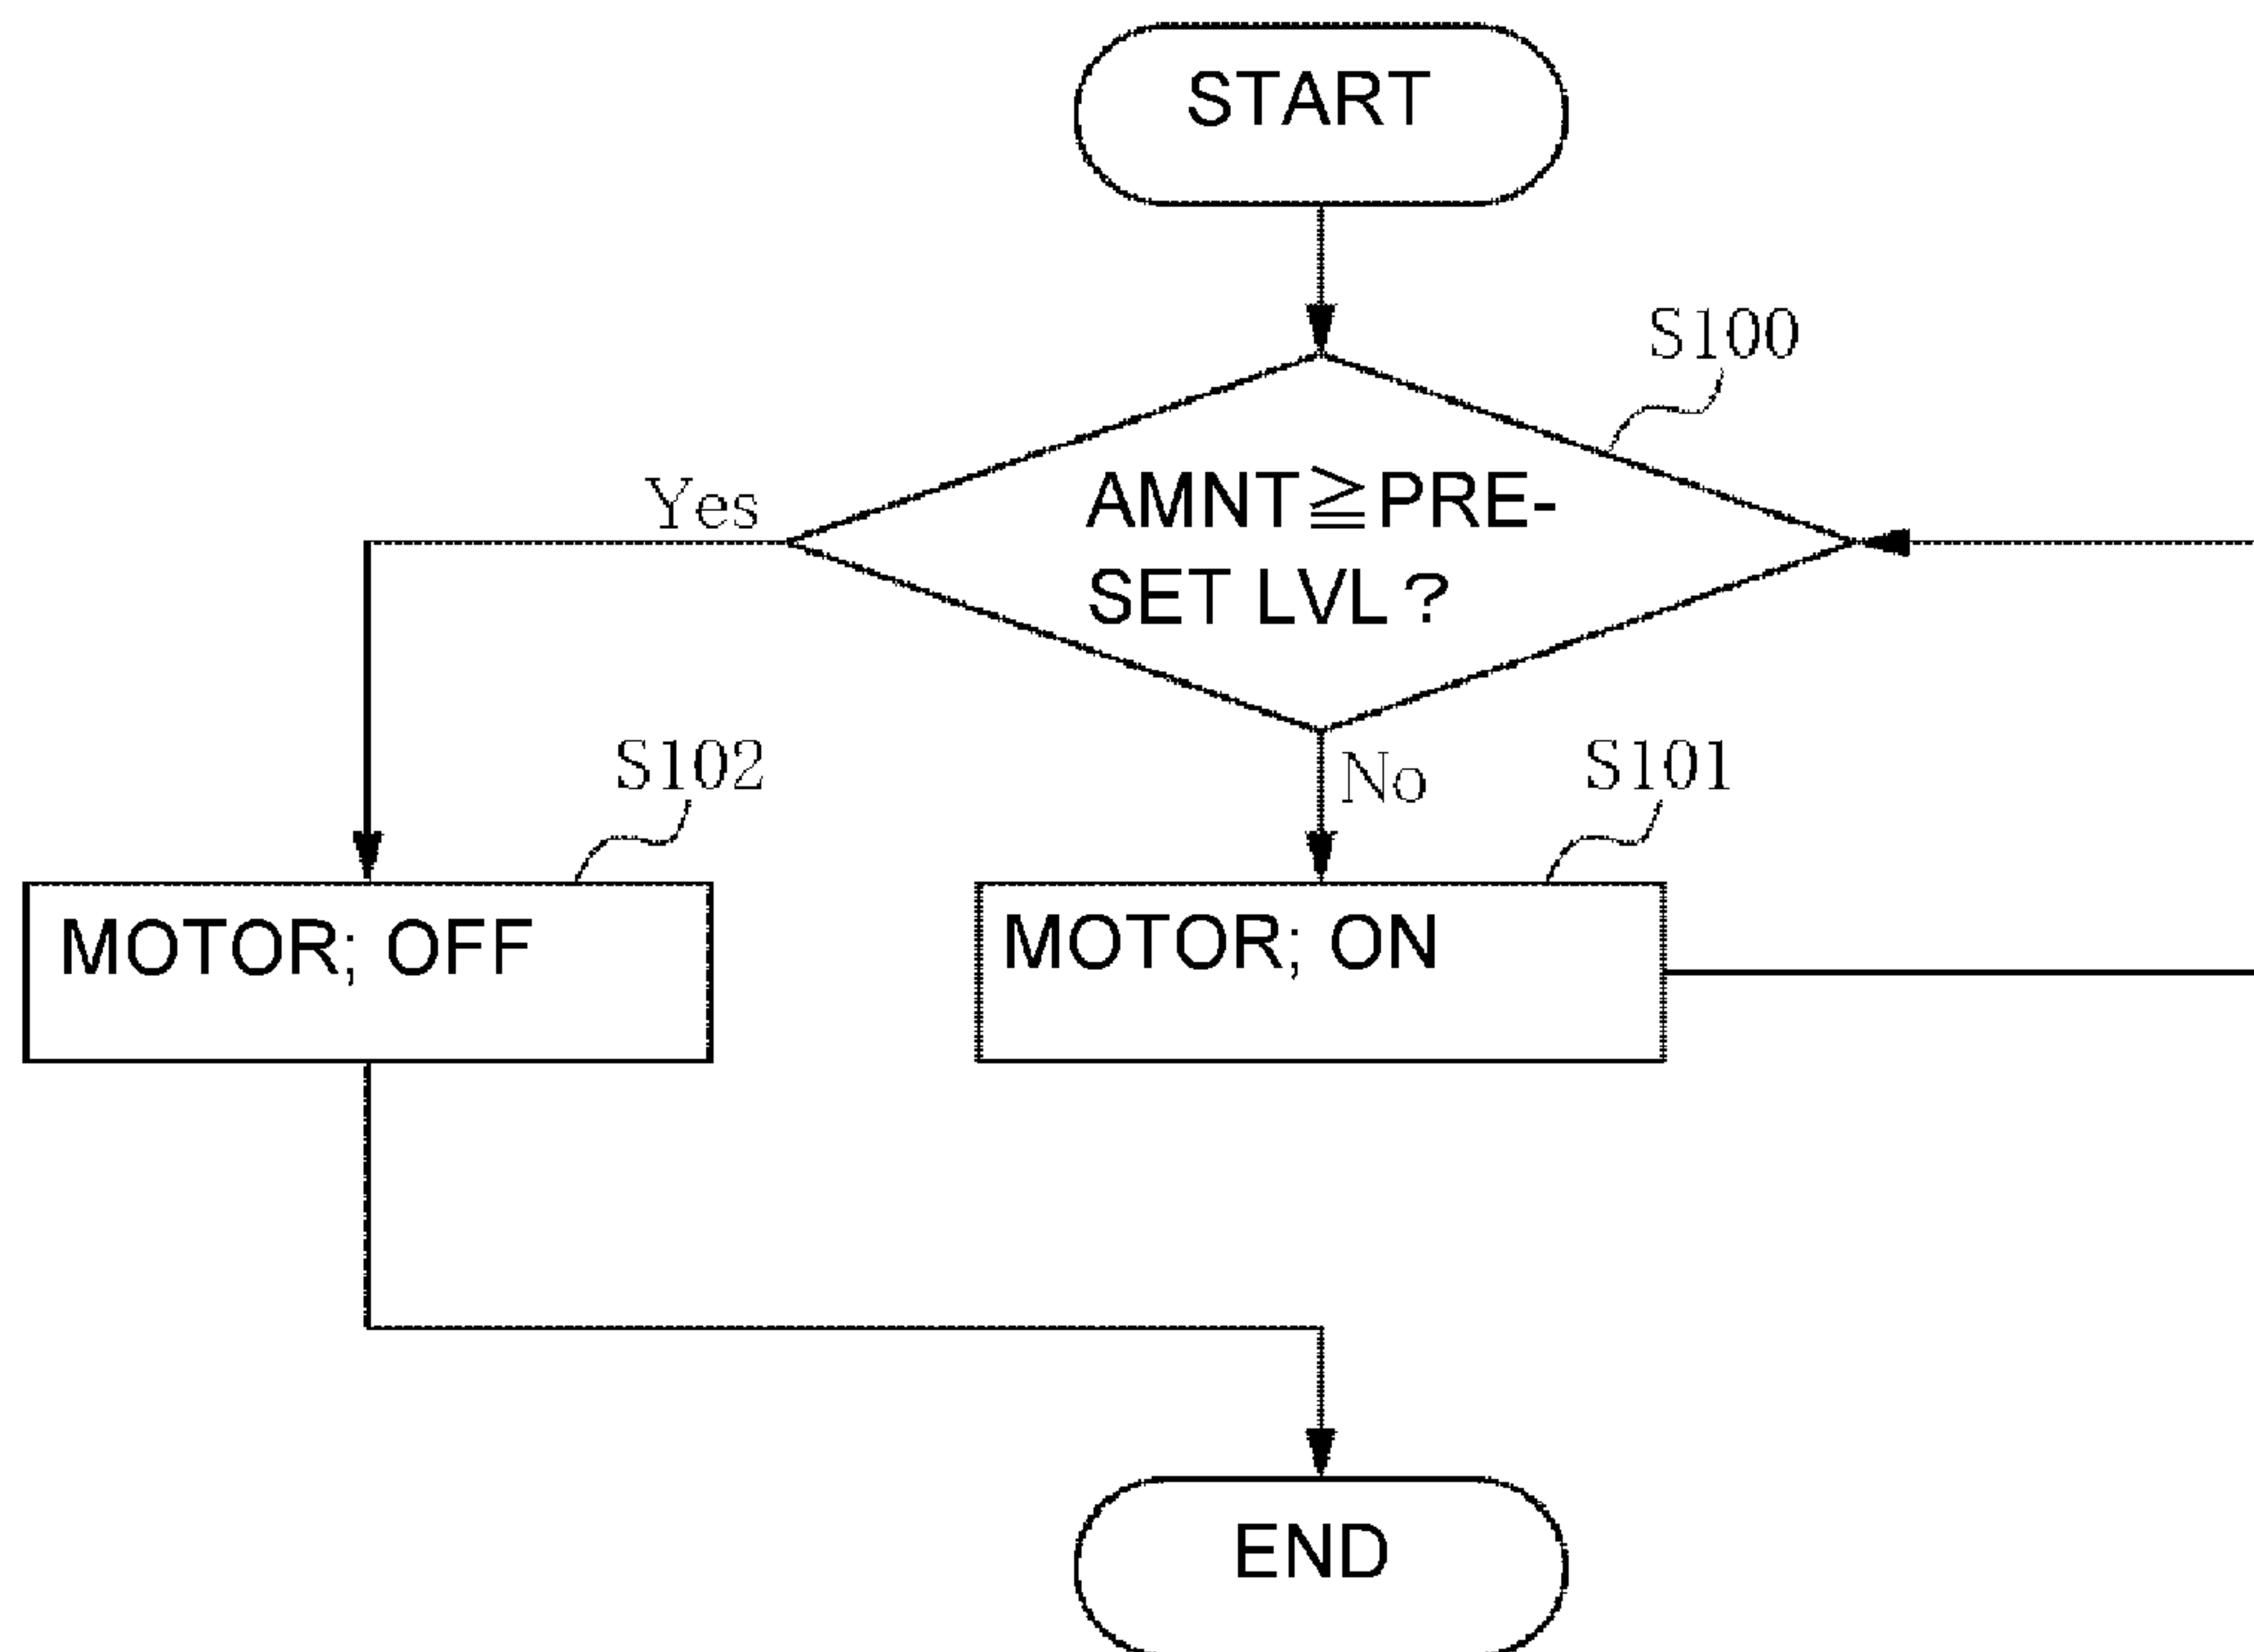 START
S100
Yes
AMNT≧PRE-
SET LVL ?
S102
No
S101
MOTOR; OFF
MOTOR; ON
END